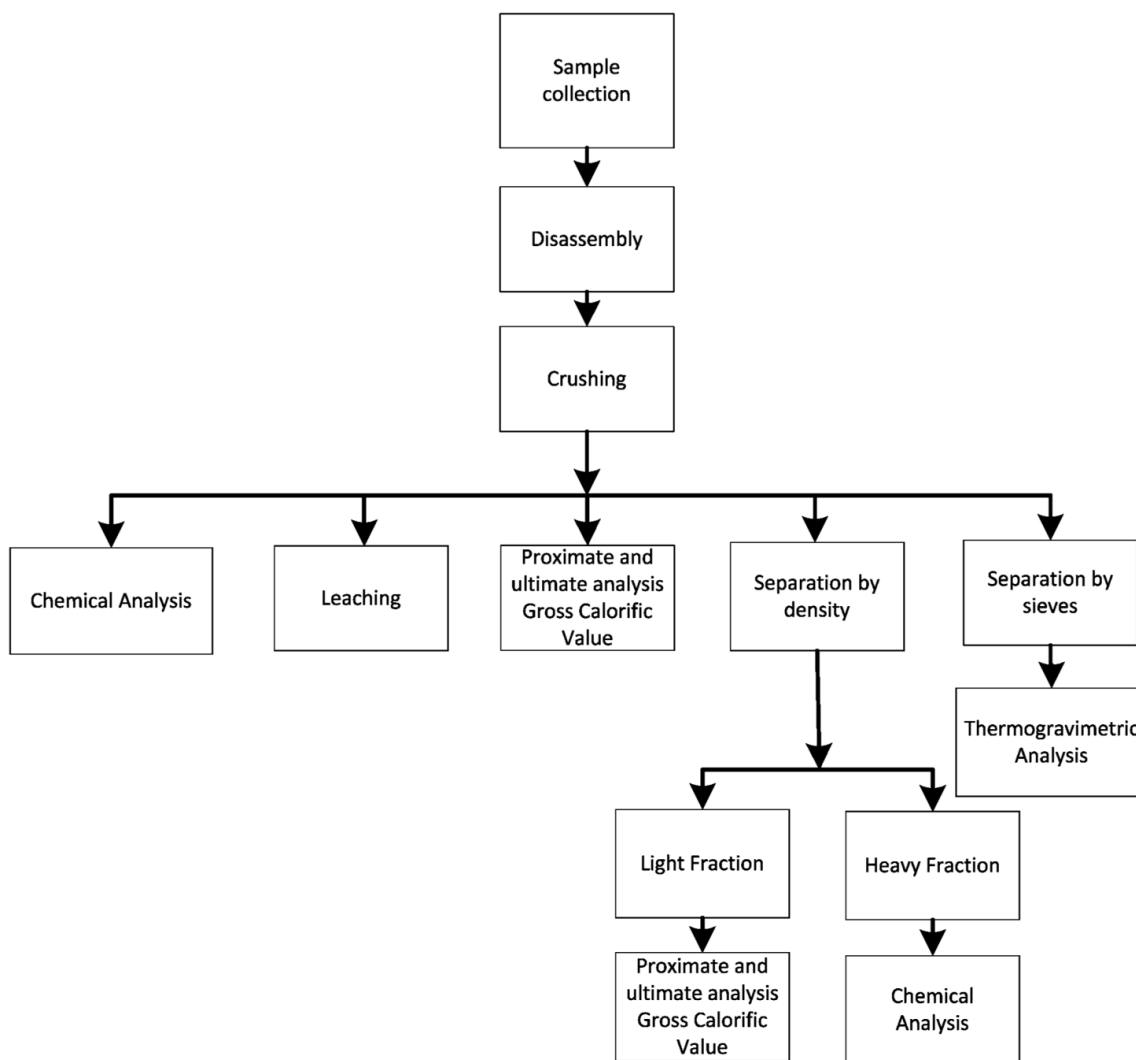 Sample
collection
Disassembly
Crushing
Chemical Analysis
Leaching
Proximate and
ultimate analysis
Gross Calorific
Value
Separation by
density
Separation by
sieves
Thermogravimetric
Analysis
Light Fraction
Heavy Fraction
Proximate and
ultimate analysis
Gross Calorific
Value
Chemical
Analysis